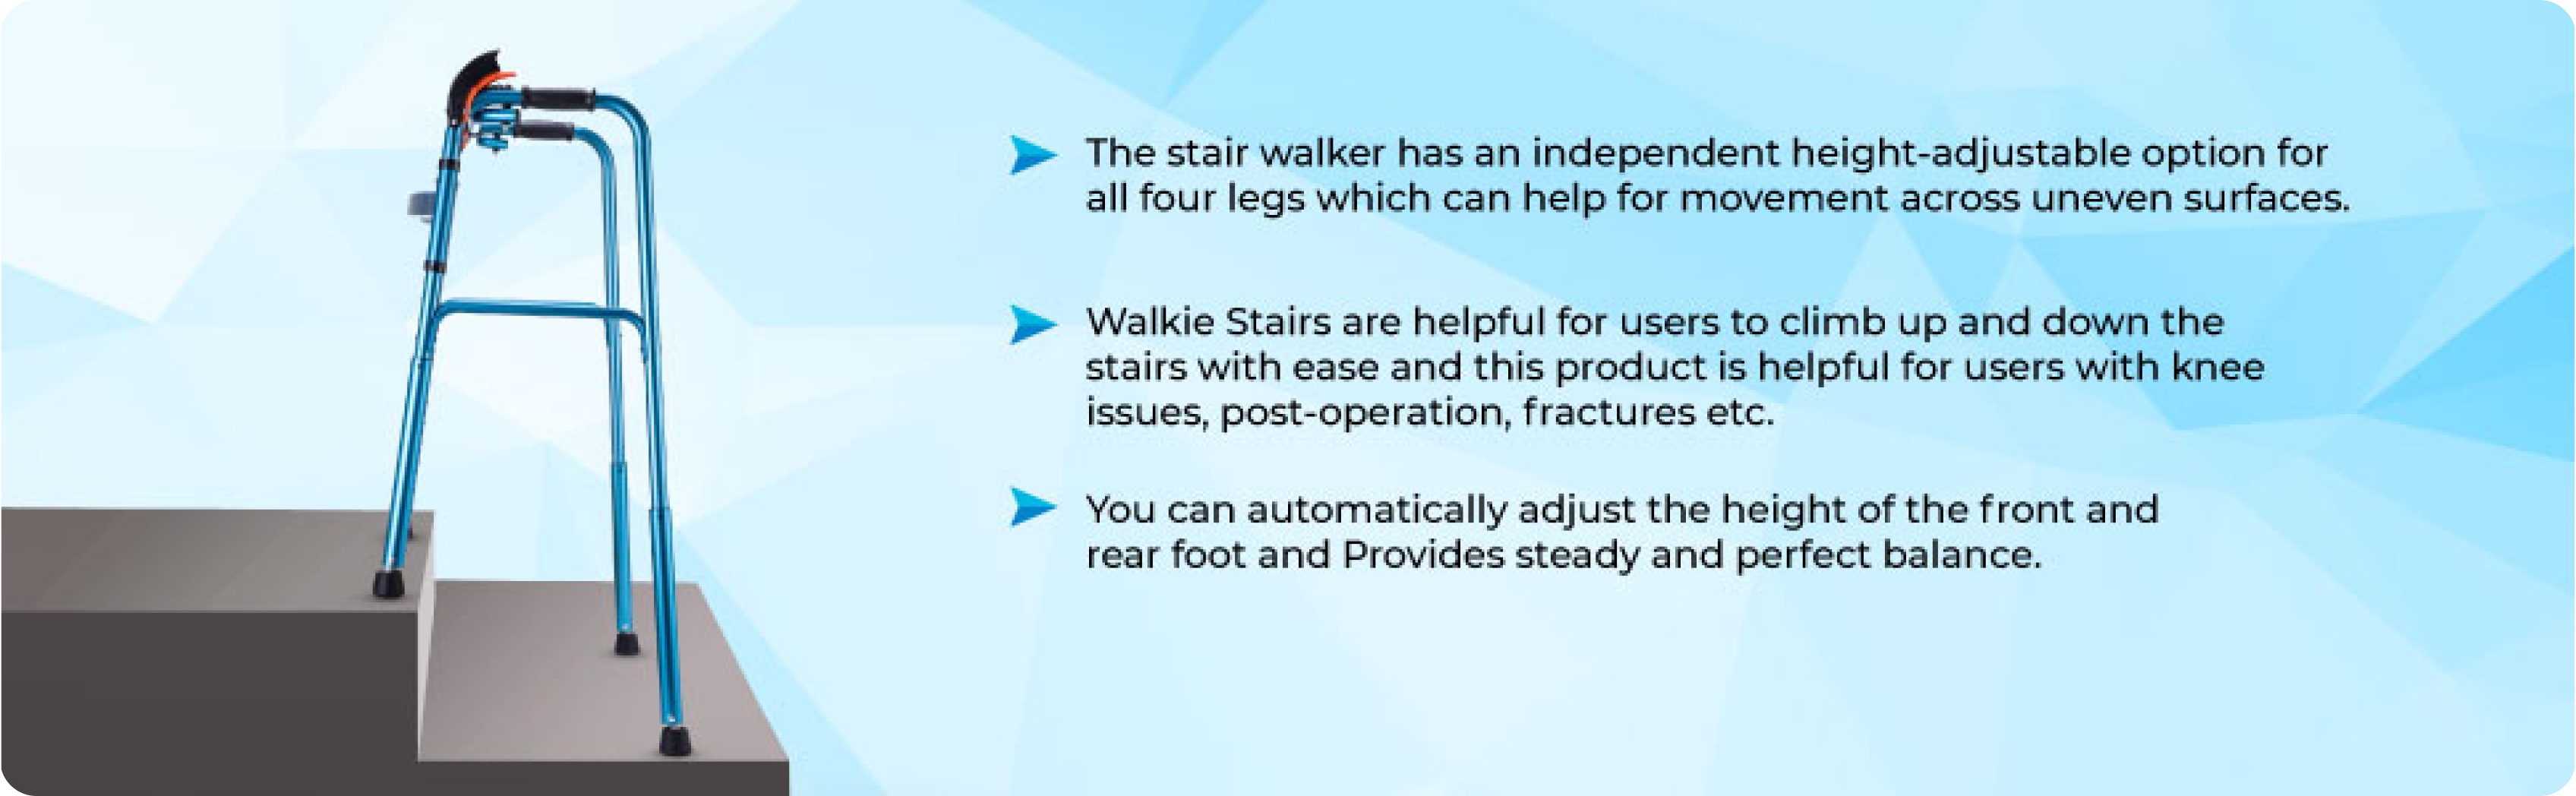 The stair walker has an independent height-adjustable option for
all four legs which can help for movement across uneven surfaces.
Walkie Stairs are helpful for users to climb up and down the
stairs with ease and this product is helpful for users with knee
issues, post-operation, fractures etc.
You can automatically adjust the height of the front and
rear foot and Provides steady and perfect balance.